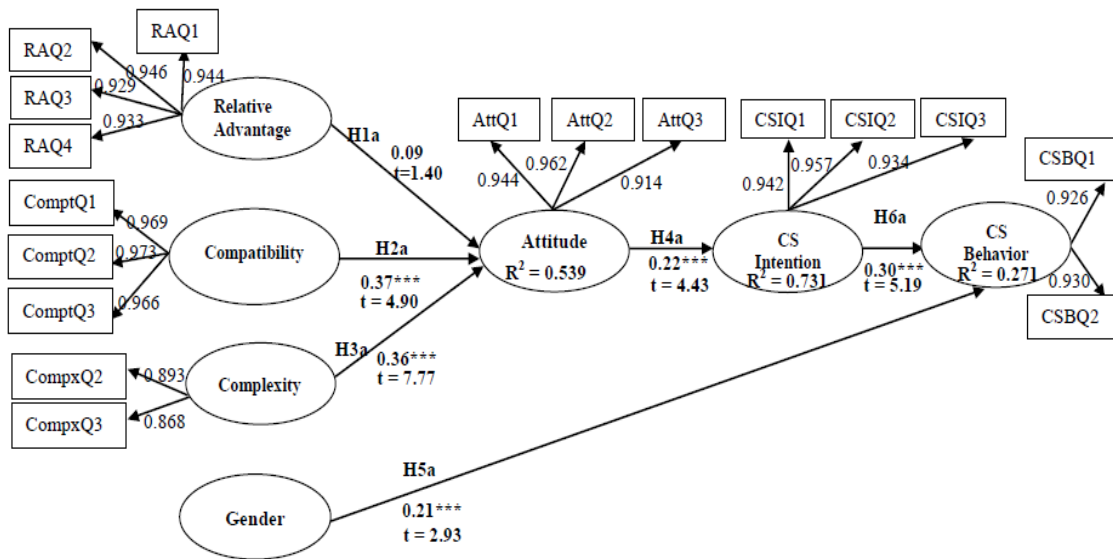 RAQ1
RAQ2
0.946
0.944
RAQ3
0.929
RAQ4
0.933
Relative
Advantage
H1a
0.09
t=1.40
AttQ1
AttQ2
AttQ3
0.944
0.962
0.914
CSIQ1
CSIQ2
CSIQ3
0.942
0.957
0.934
CSBQ1
0.926
ComptQ1
0.969
ComptQ2
0.973
ComptQ3
0.966
Compatibility
H2a
0.37***
t = 4.90
Attitude
R² = 0.539
H4a
0.22***
t = 4.43
CS
Intention
R² = 0.731
H6a
0.30***
t = 5.19
CS
Behavior
R² = 0.271
0.930
CSBQ2
H3a
0.36***
t = 7.77
CompxQ2
0.893
CompxQ3
0.868
Complexity
H5a
0.21***
t = 2.93
Gender